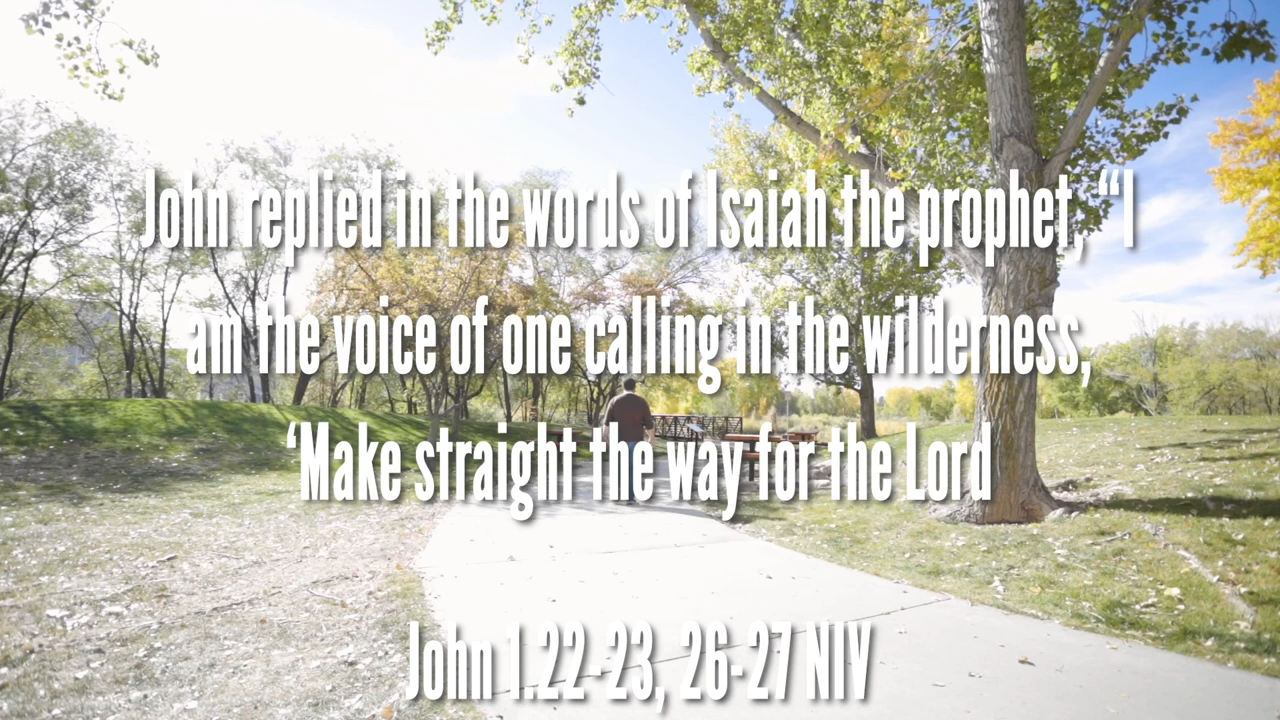 John replied in the words of Isaiah the prophet, “I
am the voice of one calling in the wilderness,
‘Make straight the way for the Lord
John 1.22-23, 26-27 NIV